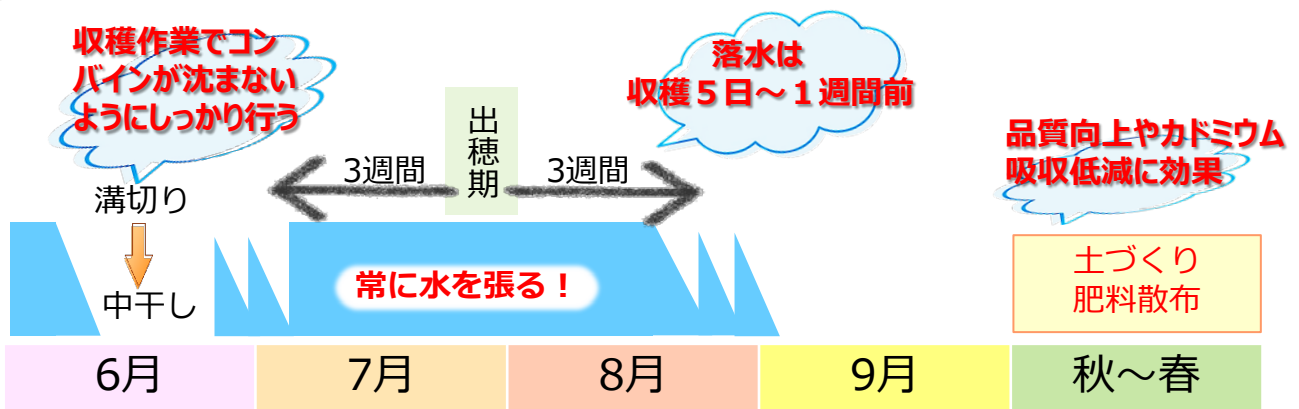 収穫作業でコン
バインが沈まない
ようにしっかり行う
落水は
収穫５日～１週間前
出穂期
3週間
3週間
品質向上やカドミウム
吸収低減に効果
溝切り
中干し
常に水を張る！
土づくり
肥料散布
6月
7月
8月
9月
秋～春